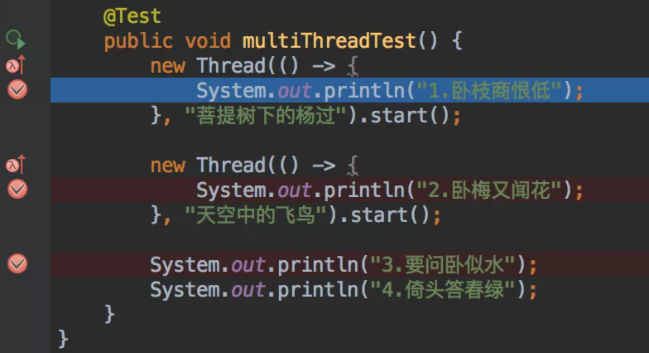 @Test
public void multiThreadTest() {
new Thread(() -> {
System.out.println("1.卧枝商恨低");
}, "菩提树下的杨过").start();
new Thread(() -> {
System.out.println("2.卧梅又闻花");
}, "天空中的飞鸟").start();
System.out.println("3.要问卧似水");
System.out.println("4.倚头答春绿");
}
}